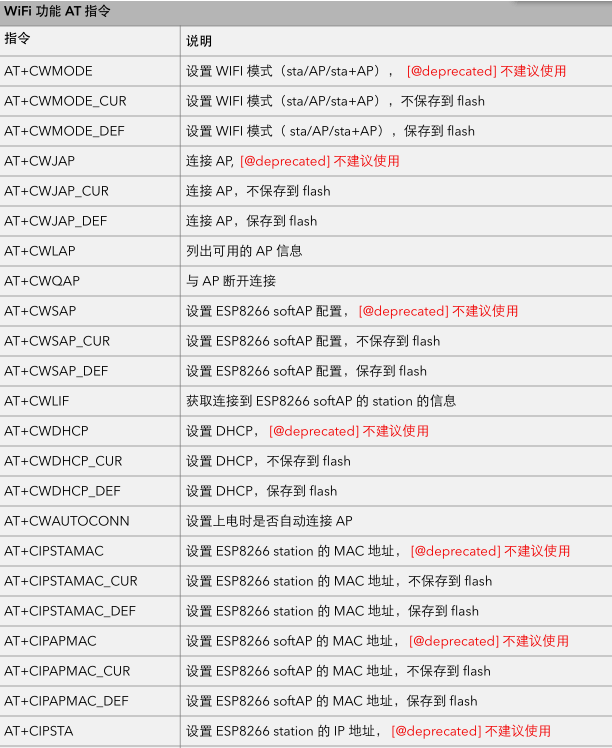 WiFi 功能 AT 指令
指令 说明
AT+CWMODE 设置 WIFI 模式（sta/AP/sta+AP），[@deprecated] 不建议使用
AT+CWMODE_CUR 设置 WIFI 模式（sta/AP/sta+AP），不保存到 flash
AT+CWMODE_DEF 设置 WIFI 模式（ sta/AP/sta+AP），保存到 flash
AT+CWJAP 连接 AP, [@deprecated] 不建议使用
AT+CWJAP_CUR 连接 AP，不保存到 flash
AT+CWJAP_DEF 连接 AP，保存到 flash
AT+CWLAP 列出可用的 AP 信息
AT+CWQAP 与 AP 断开连接
AT+CWSAP 设置 ESP8266 softAP 配置，[@deprecated] 不建议使用
AT+CWSAP_CUR 设置 ESP8266 softAP 配置，不保存到 flash
AT+CWSAP_DEF 设置 ESP8266 softAP 配置，保存到 flash
AT+CWLIF 获取连接到 ESP8266 softAP 的 station 的信息
AT+CWDHCP 设置 DHCP，[@deprecated] 不建议使用
AT+CWDHCP_CUR 设置 DHCP，不保存到 flash
AT+CWDHCP_DEF 设置 DHCP，保存到 flash
AT+CWAUTOCONN 设置上电时是否自动连接 AP
AT+CIPSTAMAC 设置 ESP8266 station 的 MAC 地址，[@deprecated] 不建议使用
AT+CIPSTAMAC_CUR 设置 ESP8266 station 的 MAC 地址，不保存到 flash
AT+CIPSTAMAC_DEF 设置 ESP8266 station 的 MAC 地址，保存到 flash
AT+CIPAPMAC 设置 ESP8266 softAP 的 MAC 地址，[@deprecated] 不建议使用
AT+CIPAPMAC_CUR 设置 ESP8266 softAP 的 MAC 地址，不保存到 flash
AT+CIPAPMAC_DEF 设置 ESP8266 softAP 的 MAC 地址，保存到 flash
AT+CIPSTA 设置 ESP8266 station 的 IP 地址，[@deprecated] 不建议使用